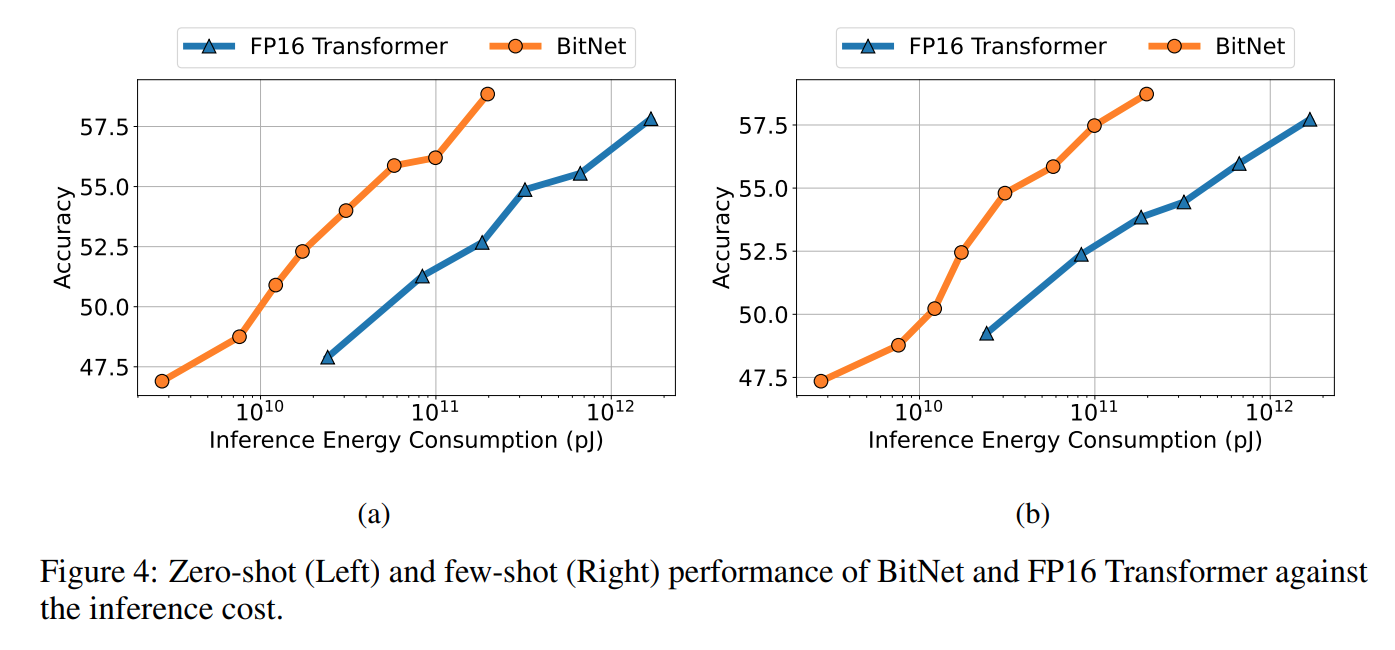 FP16 Transformer BitNet
57.5
55.0
52.5
50.0
47.5
Accuracy
10^10 10^11 10^12
Inference Energy Consumption (pJ)
(a)
FP16 Transformer BitNet
57.5
55.0
52.5
50.0
47.5
Accuracy
10^10 10^11 10^12
Inference Energy Consumption (pJ)
(b)
Figure 4: Zero-shot (Left) and few-shot (Right) performance of BitNet and FP16 Transformer against
the inference cost.